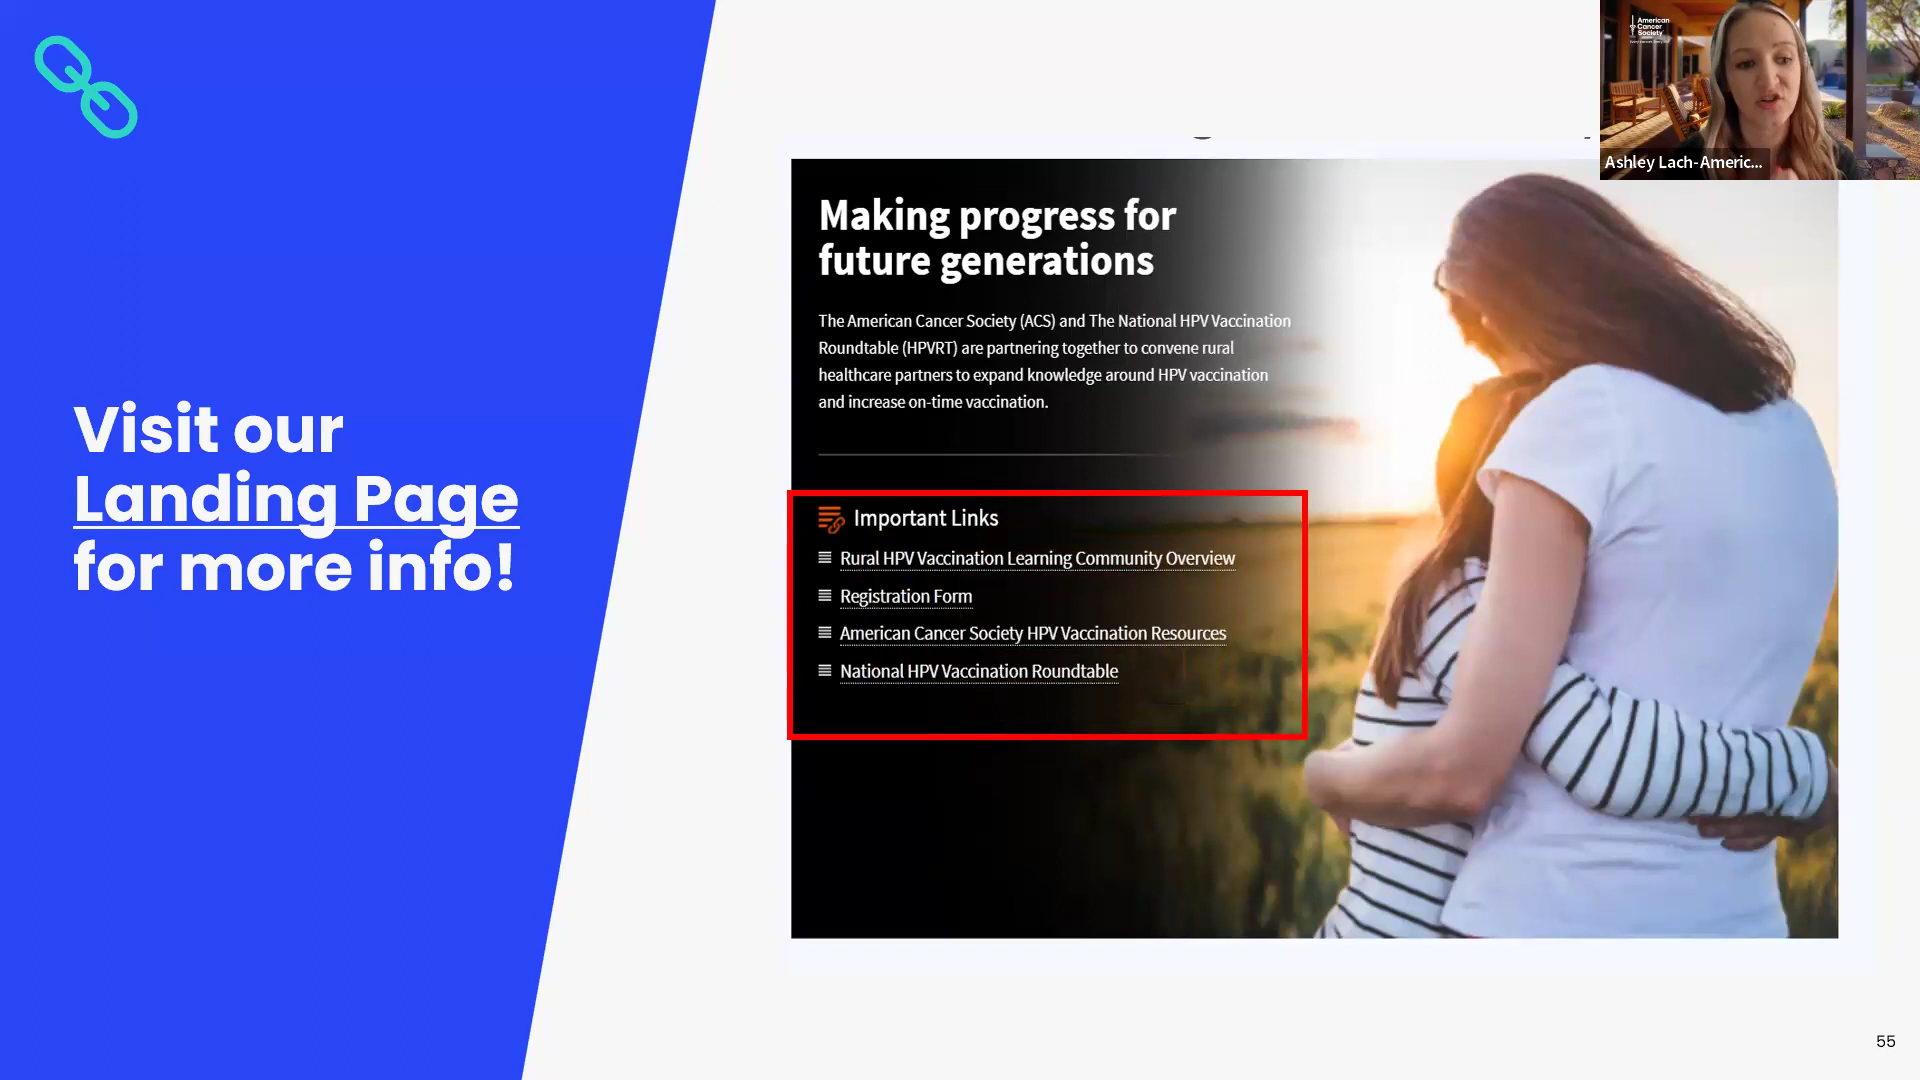 Visit our
Landing Page
for more info!
Making progress for
future generations
The American Cancer Society (ACS) and The National HPV Vaccination
Roundtable (HPVRT) are partnering together to convene rural
healthcare partners to expand knowledge around HPV vaccination
and increase on-time vaccination.
Important Links
Rural HPV Vaccination Learning Community Overview
Registration Form
American Cancer Society HPV Vaccination Resources
National HPV Vaccination Roundtable
American
Cancer
Society
Ashley Lach-Americ...
55